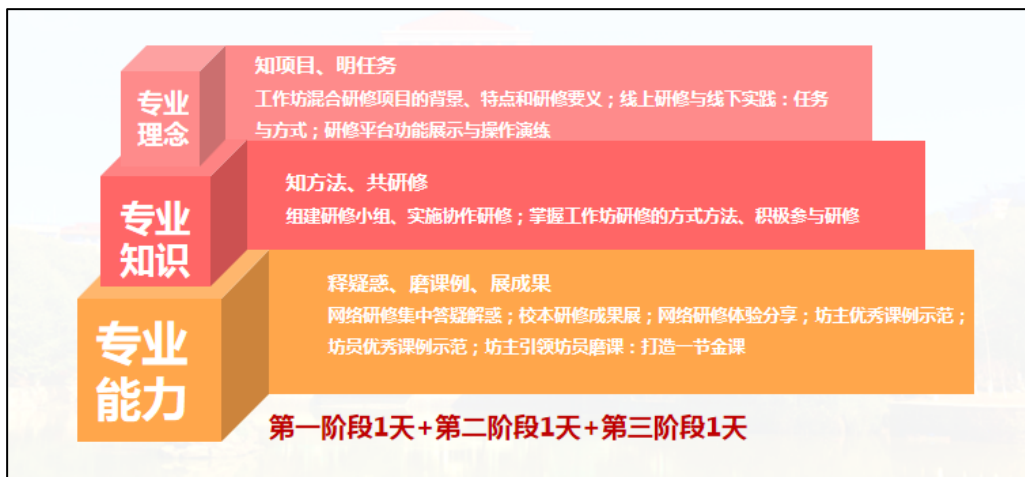 专业
理念
知项目、明任务
工作坊混合研修项目的背景、特点和研修要义；线上研修与线下实践：任务
与方式；研修平台功能展示与操作演练
专业
知识
知方法、共研修
组建研修小组、实施协作研修；掌握工作坊研修的方式方法、积极参与研修
专业
能力
释疑惑、磨课例、展成果
网络研修集中答疑解惑；校本研修成果展；网络研修体验分享；坊主优秀课例示范；
坊员优秀课例示范；坊主引领坊员磨课：打造一节金课
第一阶段1天+第二阶段1天+第三阶段1天